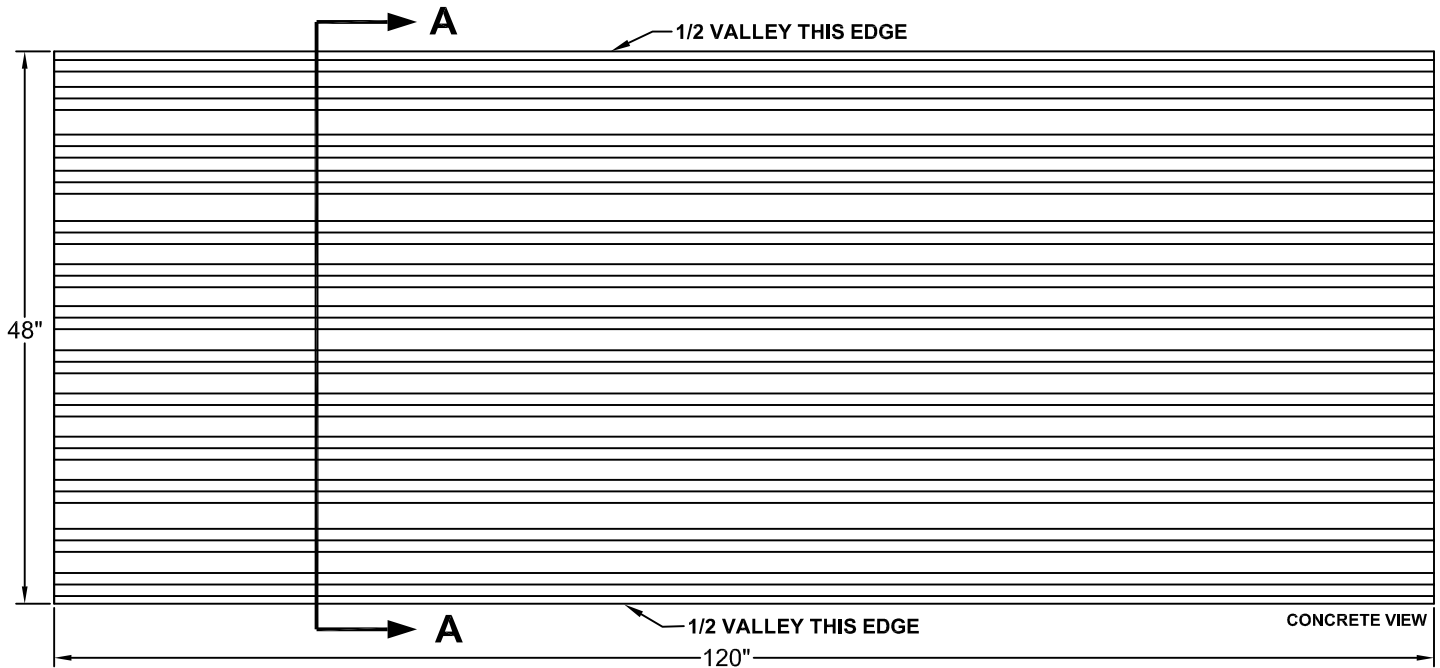 A
1/2 VALLEY THIS EDGE
48"
A
1/2 VALLEY THIS EDGE
CONCRETE VIEW
120"